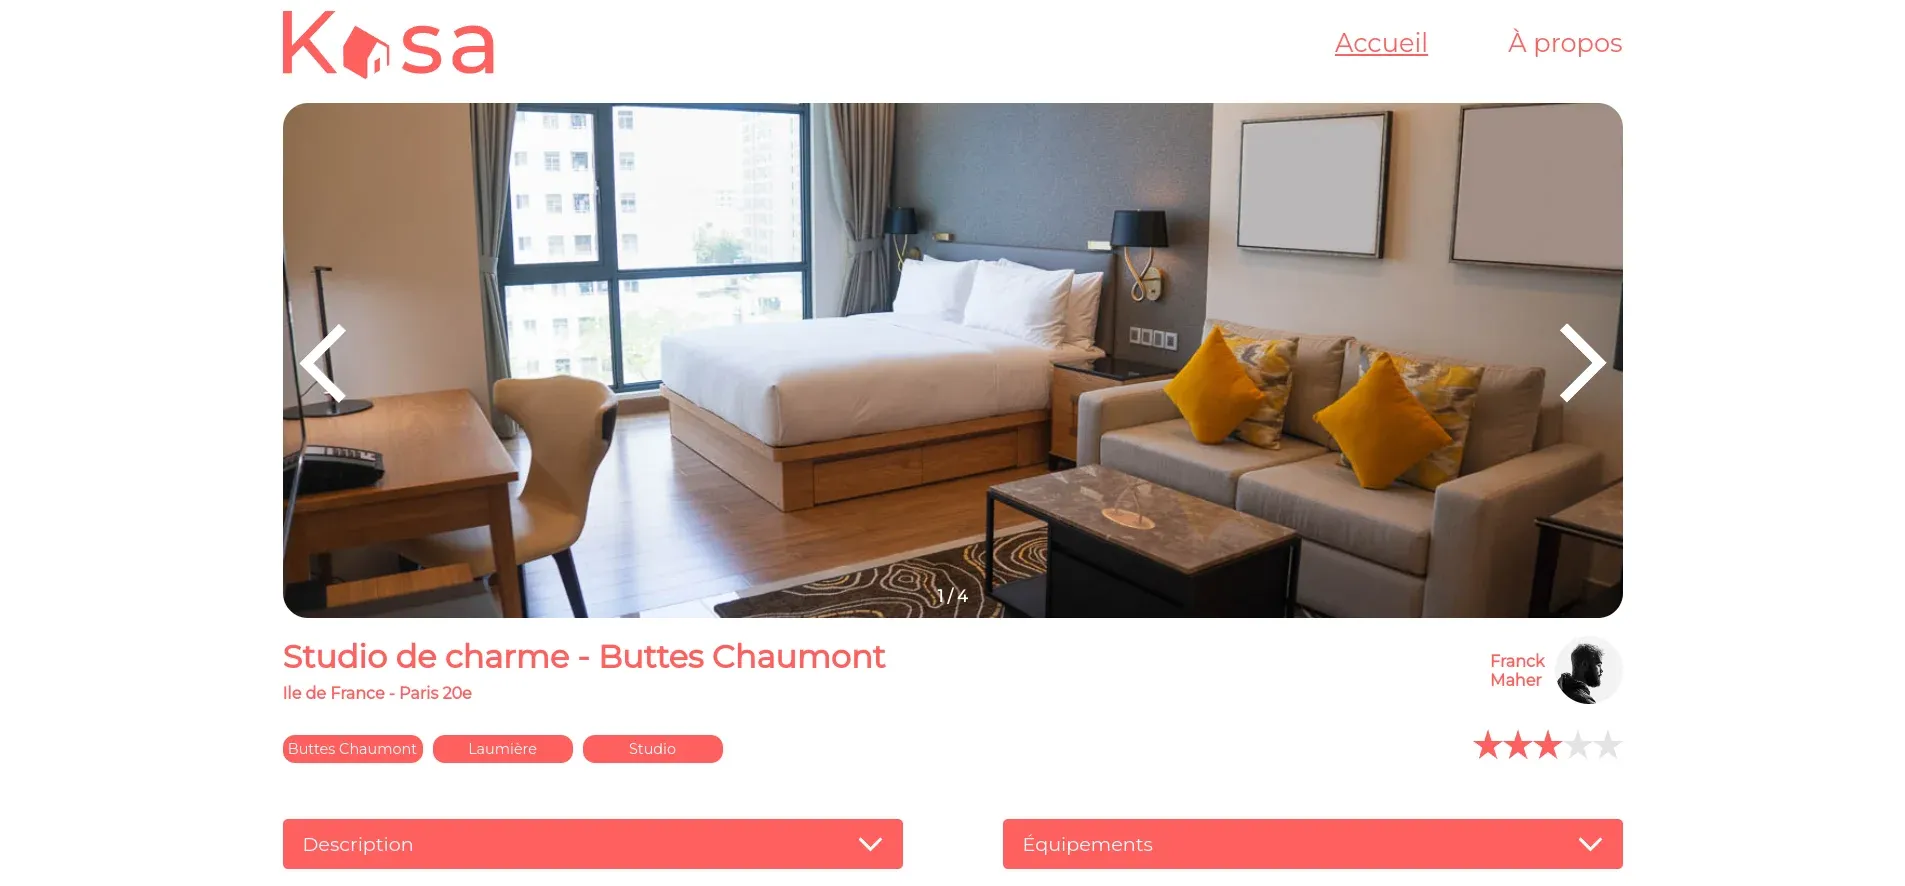 Kasa
Accueil
À propos
1 / 4
Studio de charme - Buttes Chaumont
Ile de France - Paris 20e
Franck
Maher
Buttes Chaumont
Laumière
Studio
Description
Équipements